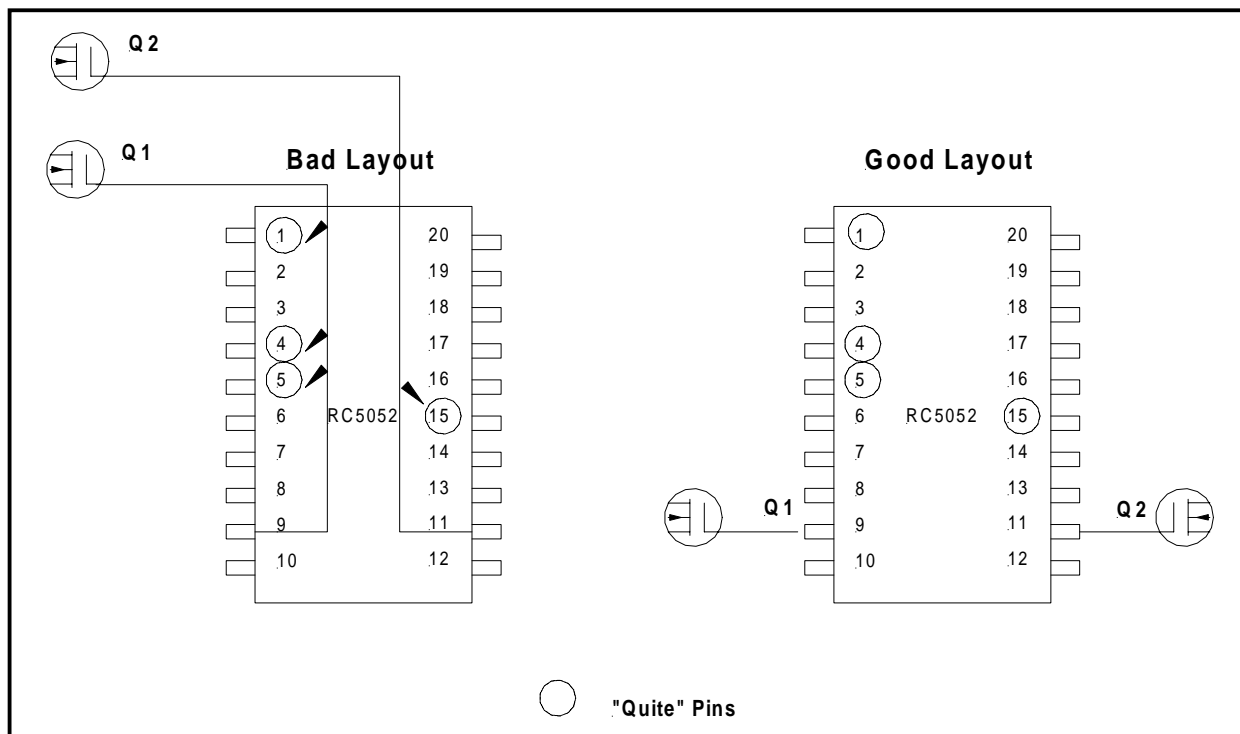 Q2
Q1
Bad Layout
Good Layout
1 20
2 19
3 18
4 17
5 16
6 RC5052 15
7 14
8 13
9 11
10 12
1 20
2 19
3 18
4 17
5 16
6 RC5052 15
7 14
8 13
Q1 9 11 Q2
10 12
"Quite" Pins